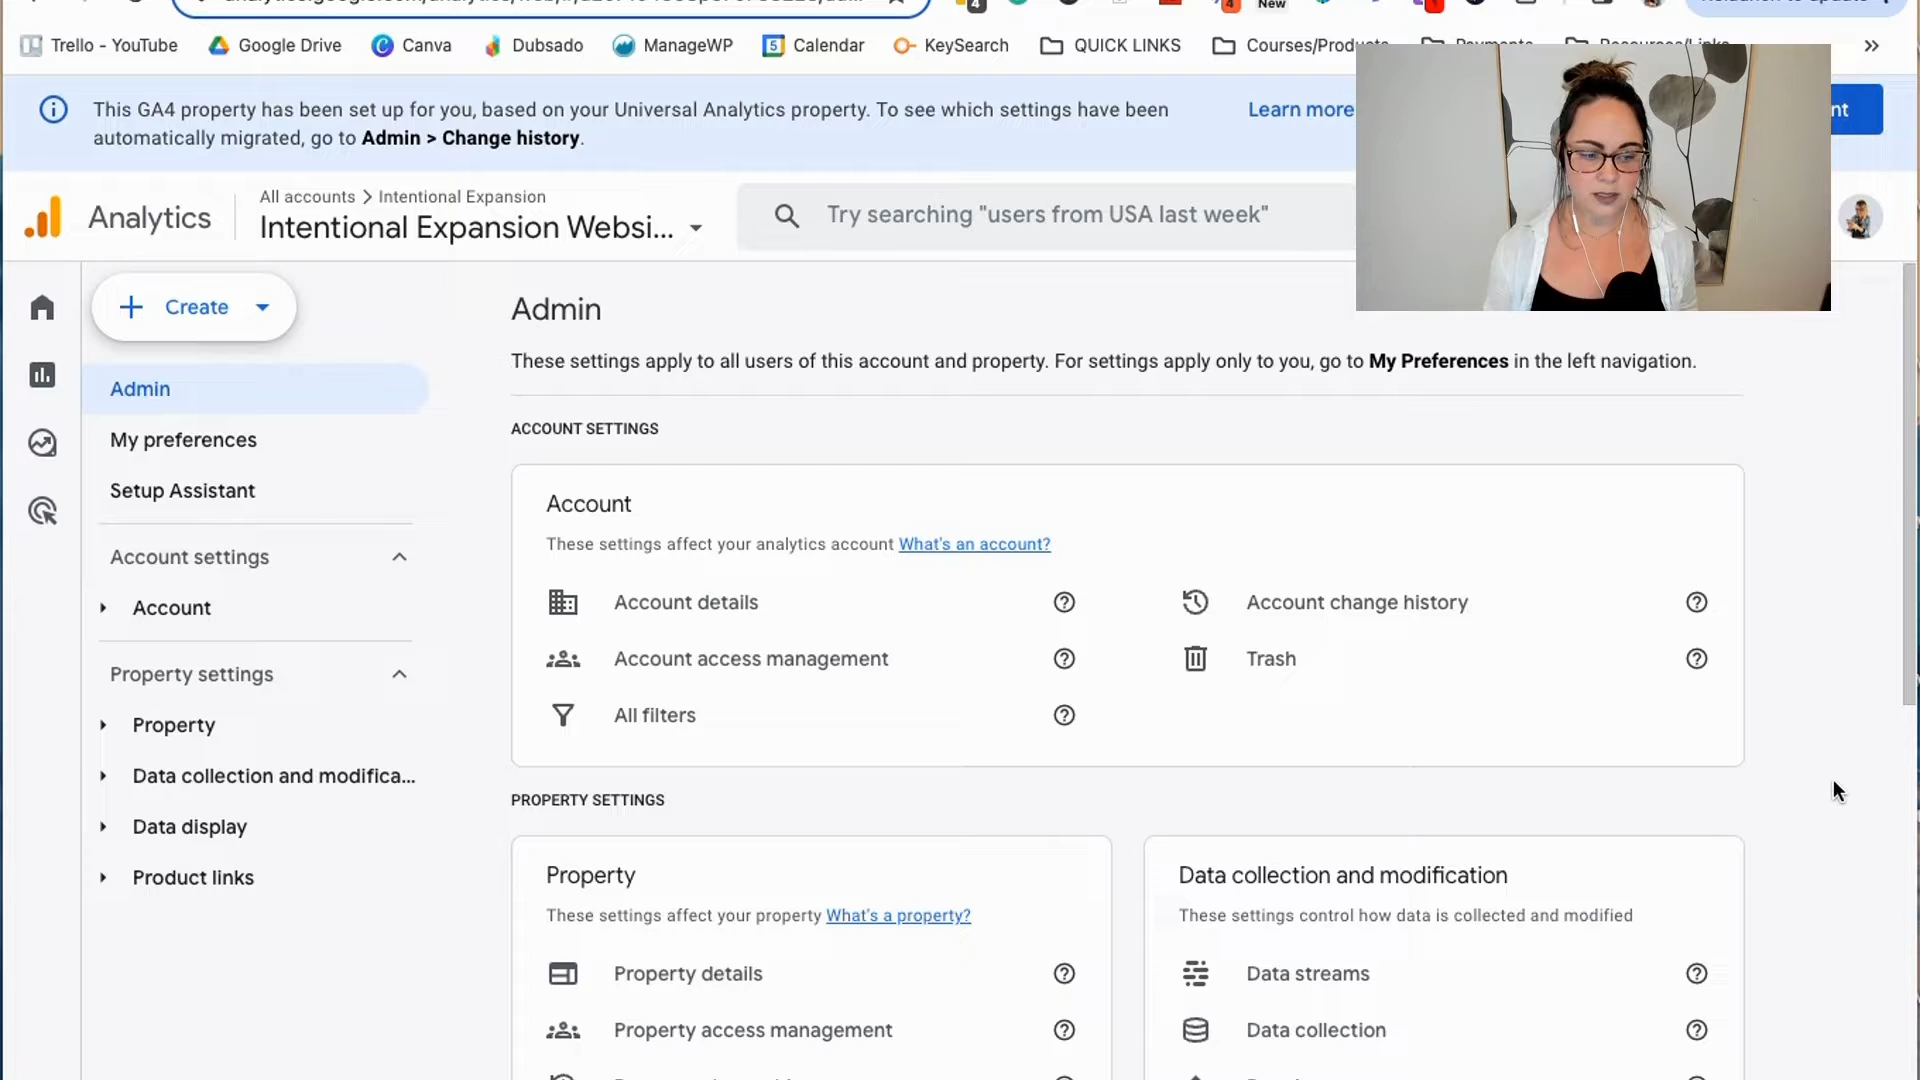 4
4
New
1
Trello - YouTube
Google Drive
Canva
Dubsado
ManageWP
5
Calendar
KeySearch
QUICK LINKS
Courses/Products
»
This GA4 property has been set up for you, based on your Universal Analytics property. To see which settings have been
automatically migrated, go to Admin > Change history.
Learn more
Analytics
All accounts > Intentional Expansion
Intentional Expansion Websi...
Try searching "users from USA last week"
Create
Admin
My preferences
Setup Assistant
Account settings
Account
Property settings
Property
Data collection and modifica...
Data display
Product links
Admin
These settings apply to all users of this account and property. For settings apply only to you, go to My Preferences in the left navigation.
ACCOUNT SETTINGS
Account
These settings affect your analytics account What's an account?
Account details
Account change history
Account access management
Trash
All filters
PROPERTY SETTINGS
Property
These settings affect your property What's a property?
Property details
Property access management
Data collection and modification
These settings control how data is collected and modified
Data streams
Data collection